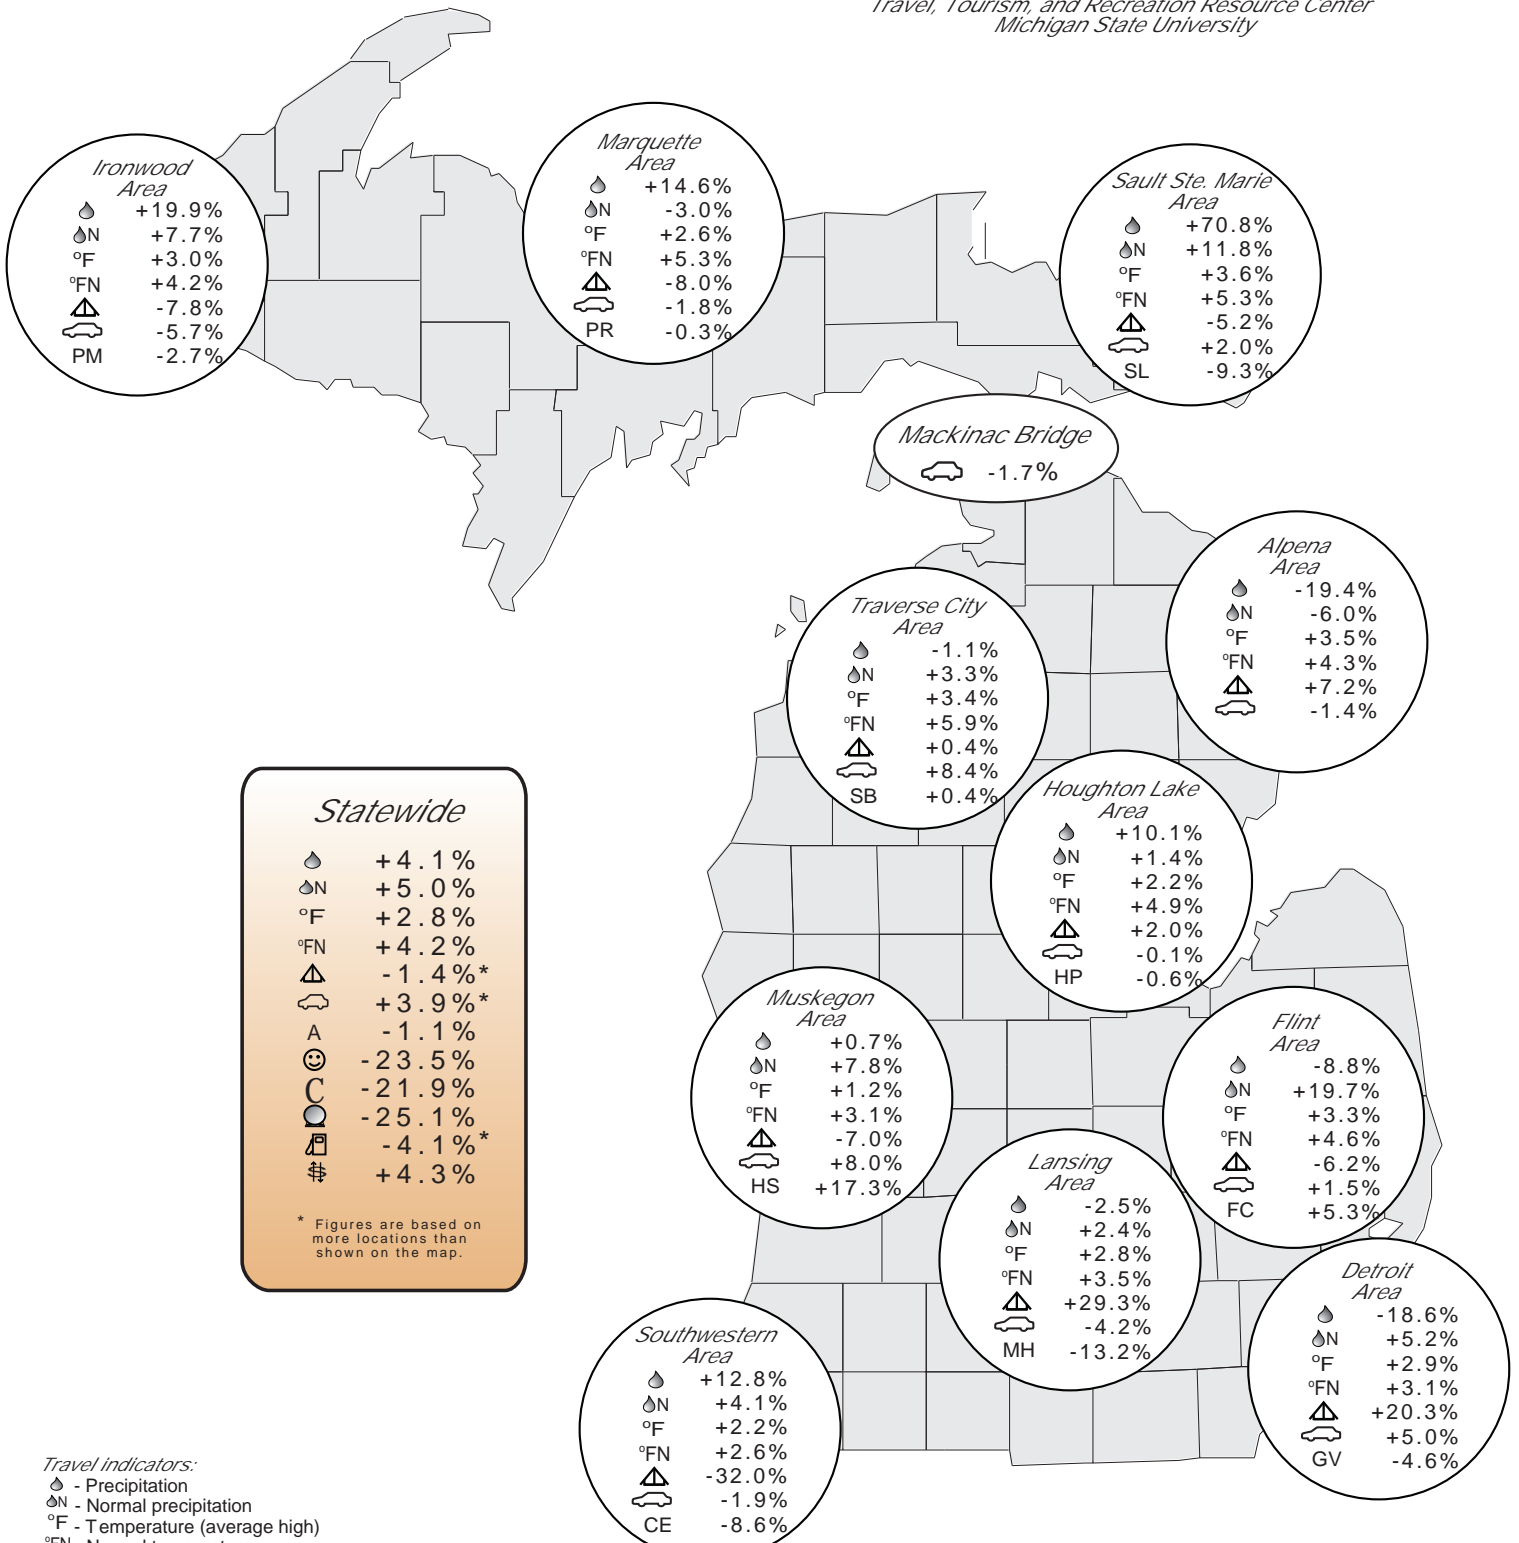 Travel, Tourism, and Recreation Resource Center
Michigan State University
Ironwood
Area
+19.9%
N +7.7%
°F +3.0%
°FN +4.2%
-7.8%
-5.7%
PM -2.7%
Marquette
Area
+14.6%
N -3.0%
°F +2.6%
°FN +5.3%
-8.0%
-1.8%
PR -0.3%
Sault Ste. Marie
Area
+70.8%
N +11.8%
°F +3.6%
°FN +5.3%
-5.2%
+2.0%
SL -9.3%
Mackinac Bridge
-1.7%
Alpena
Area
-19.4%
N -6.0%
°F +3.5%
°FN +4.3%
+7.2%
-1.4%
Traverse City
Area
-1.1%
N +3.3%
°F +3.4%
°FN +5.9%
+0.4%
+8.4%
SB +0.4%
Houghton Lake
Area
+10.1%
N +1.4%
°F +2.2%
°FN +4.9%
+2.0%
-0.1%
HP -0.6%
Statewide
+4.1%
N +5.0%
°F +2.8%
°FN +4.2%
-1.4%*
+3.9%*
A -1.1%
-23.5%
C -21.9%
-25.1%
-4.1%*
+4.3%
* Figures are based on
more locations than
shown on the map.
Muskegon
Area
+0.7%
N +7.8%
°F +1.2%
°FN +3.1%
-7.0%
+8.0%
HS +17.3%
Flint
Area
-8.8%
N +19.7%
°F +3.3%
°FN +4.6%
-6.2%
+1.5%
FC +5.3%
Lansing
Area
-2.5%
N +2.4%
°F +2.8%
°FN +3.5%
+29.3%
-4.2%
MH -13.2%
Detroit
Area
-18.6%
N +5.2%
°F +2.9%
°FN +3.1%
+20.3%
+5.0%
GV -4.6%
Southwestern
Area
+12.8%
N +4.1%
°F +2.2%
°FN +2.6%
-32.0%
-1.9%
CE -8.6%
Travel indicators:
- Precipitation
N - Normal precipitation
°F - Temperature (average high)